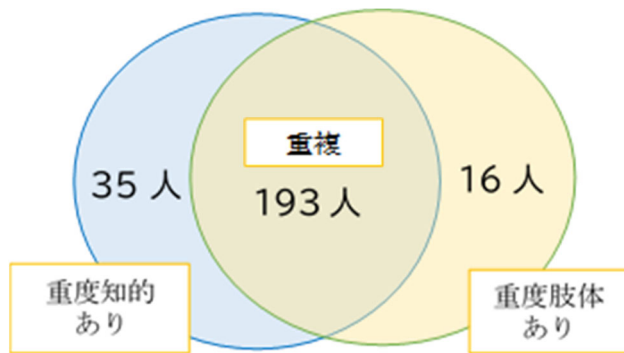 重複
35 人
193 人
16 人
重度知的
あり
重度肢体
あり